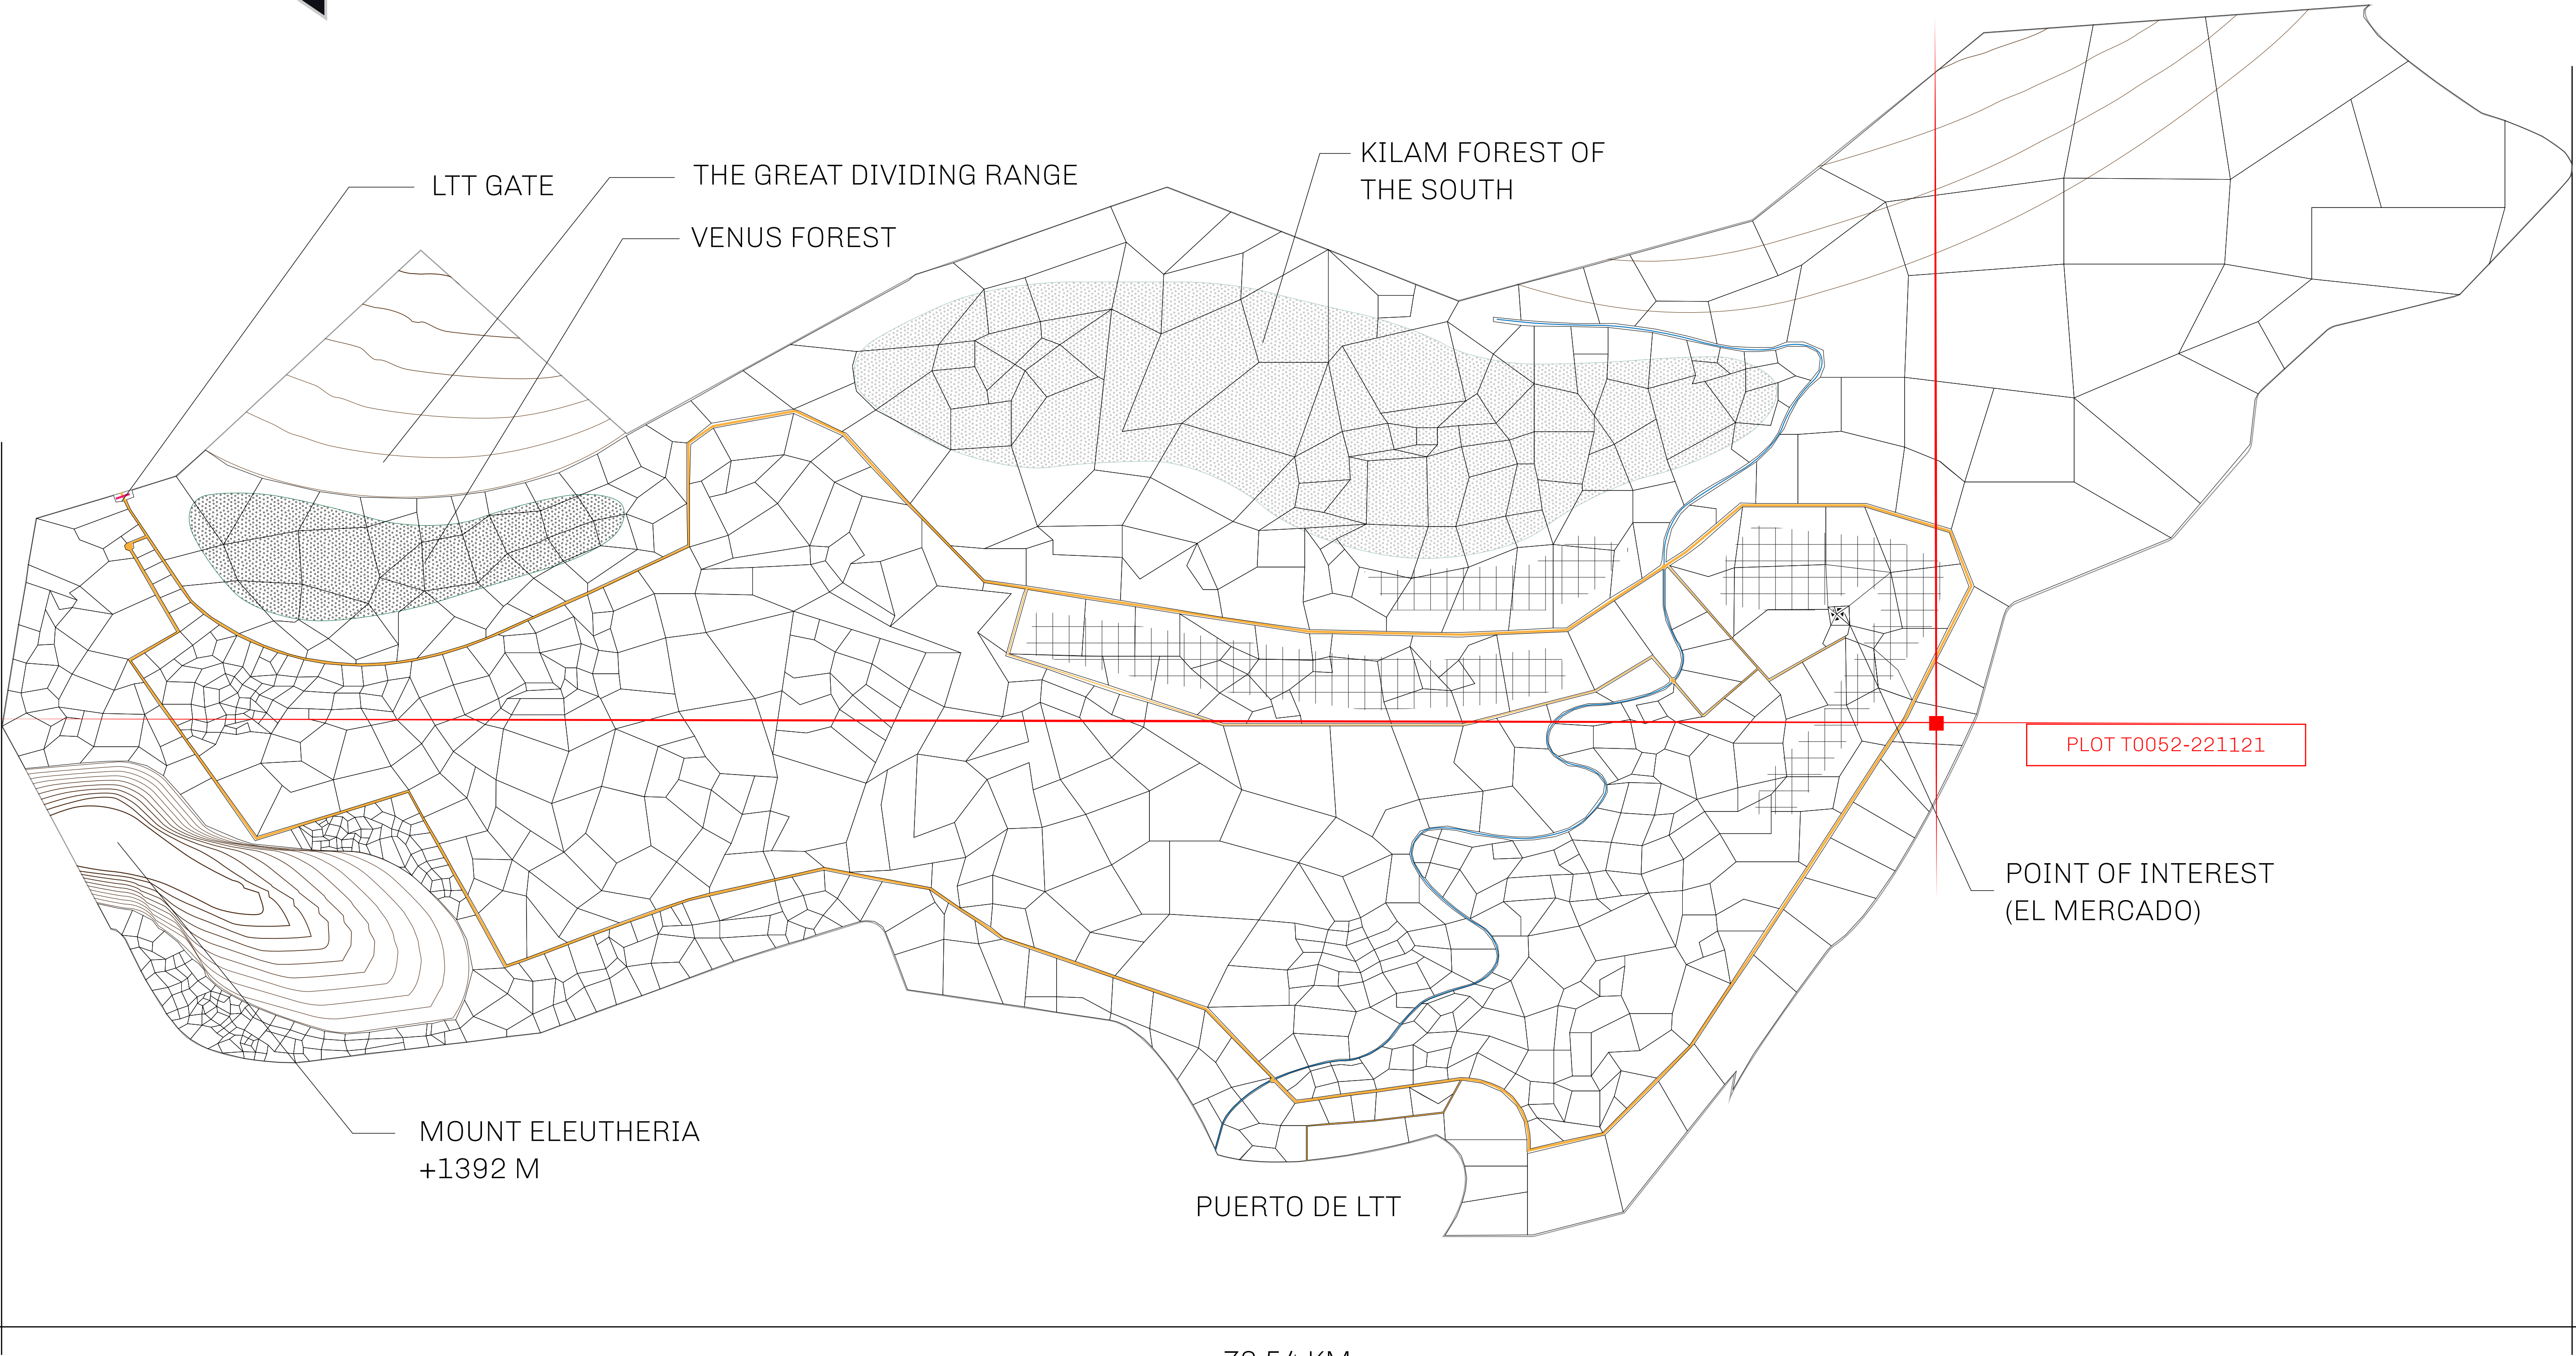 KILAM FOREST OF
THE SOUTH
LTT GATE
THE GREAT DIVIDING RANGE
VENUS FOREST
PLOT T0052-221121
POINT OF INTEREST
(EL MERCADO)
MOUNT ELEUTHERIA
+1392 M
PUERTO DE LTT
KM